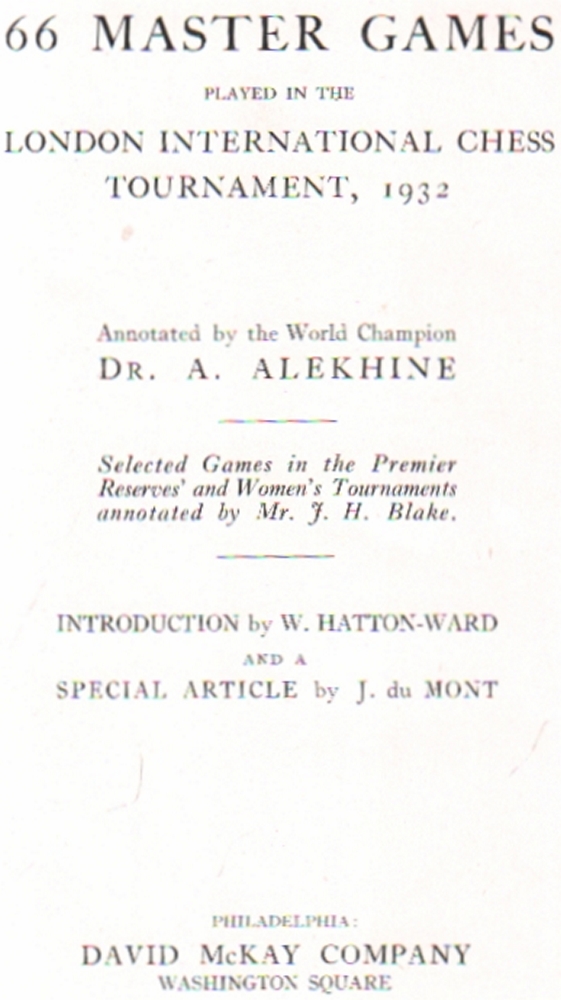 66 MASTER GAMES
PLAYED IN THE
LONDON INTERNATIONAL CHESS
TOURNAMENT, 1932
Annotated by the World Champion
DR. A. ALEKHINE
Selected Games in the Premier
Reserves' and Women's Tournaments
annotated by Mr. J. H. Blake.
INTRODUCTION by W. HATTON-WARD
AND A
SPECIAL ARTICLE by J. du MONT
PHILADELPHIA:
DAVID McKAY COMPANY
WASHINGTON SQUARE